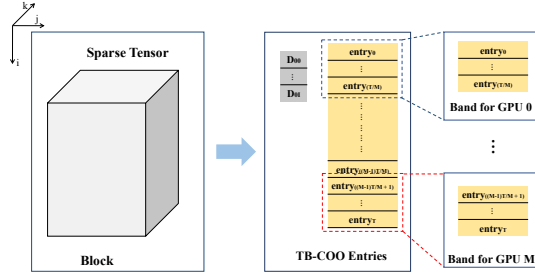 k
j
i
Sparse Tensor
Block
D00
⋮
D01
entry0
⋮
entry(T/M)
⋮
entry((M-1)T/M)
entry((M-1)T/M + 1)
⋮
entryT
TB-COO Entries
entry0
⋮
entry(T/M)
Band for GPU 0
⋮
entry((M-1)T/M + 1)
⋮
entryT
Band for GPU M